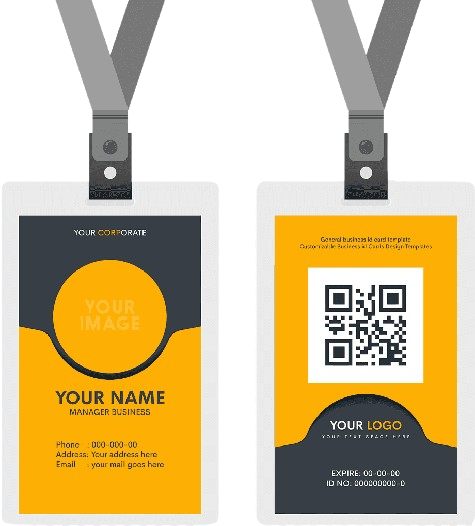 YOUR CORPORATE
YOUR
IMAGE
YOUR NAME
MANAGER BUSINESS
Phone : 000-000-00
Address: Your address here
Email : your mail goes here
General business id card template
Customizable Business id Cards Design Templates
YOUR LOGO
YOUR TEXT SPACE HERE
EXPIRE: 00-00-00
ID NO. 000000000-0